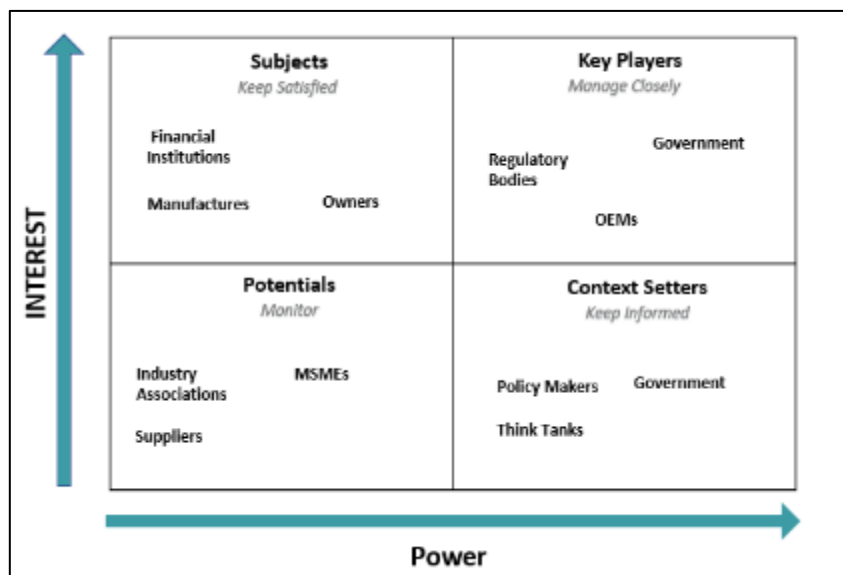 Subjects
Keep Satisfied
Financial
Institutions
Manufactures
Owners
Key Players
Manage Closely
Government
Regulatory
Bodies
OEMs
INTEREST
Potentials
Monitor
Industry
Associations
MSMEs
Suppliers
Context Setters
Keep Informed
Policy Makers
Government
Think Tanks
Power